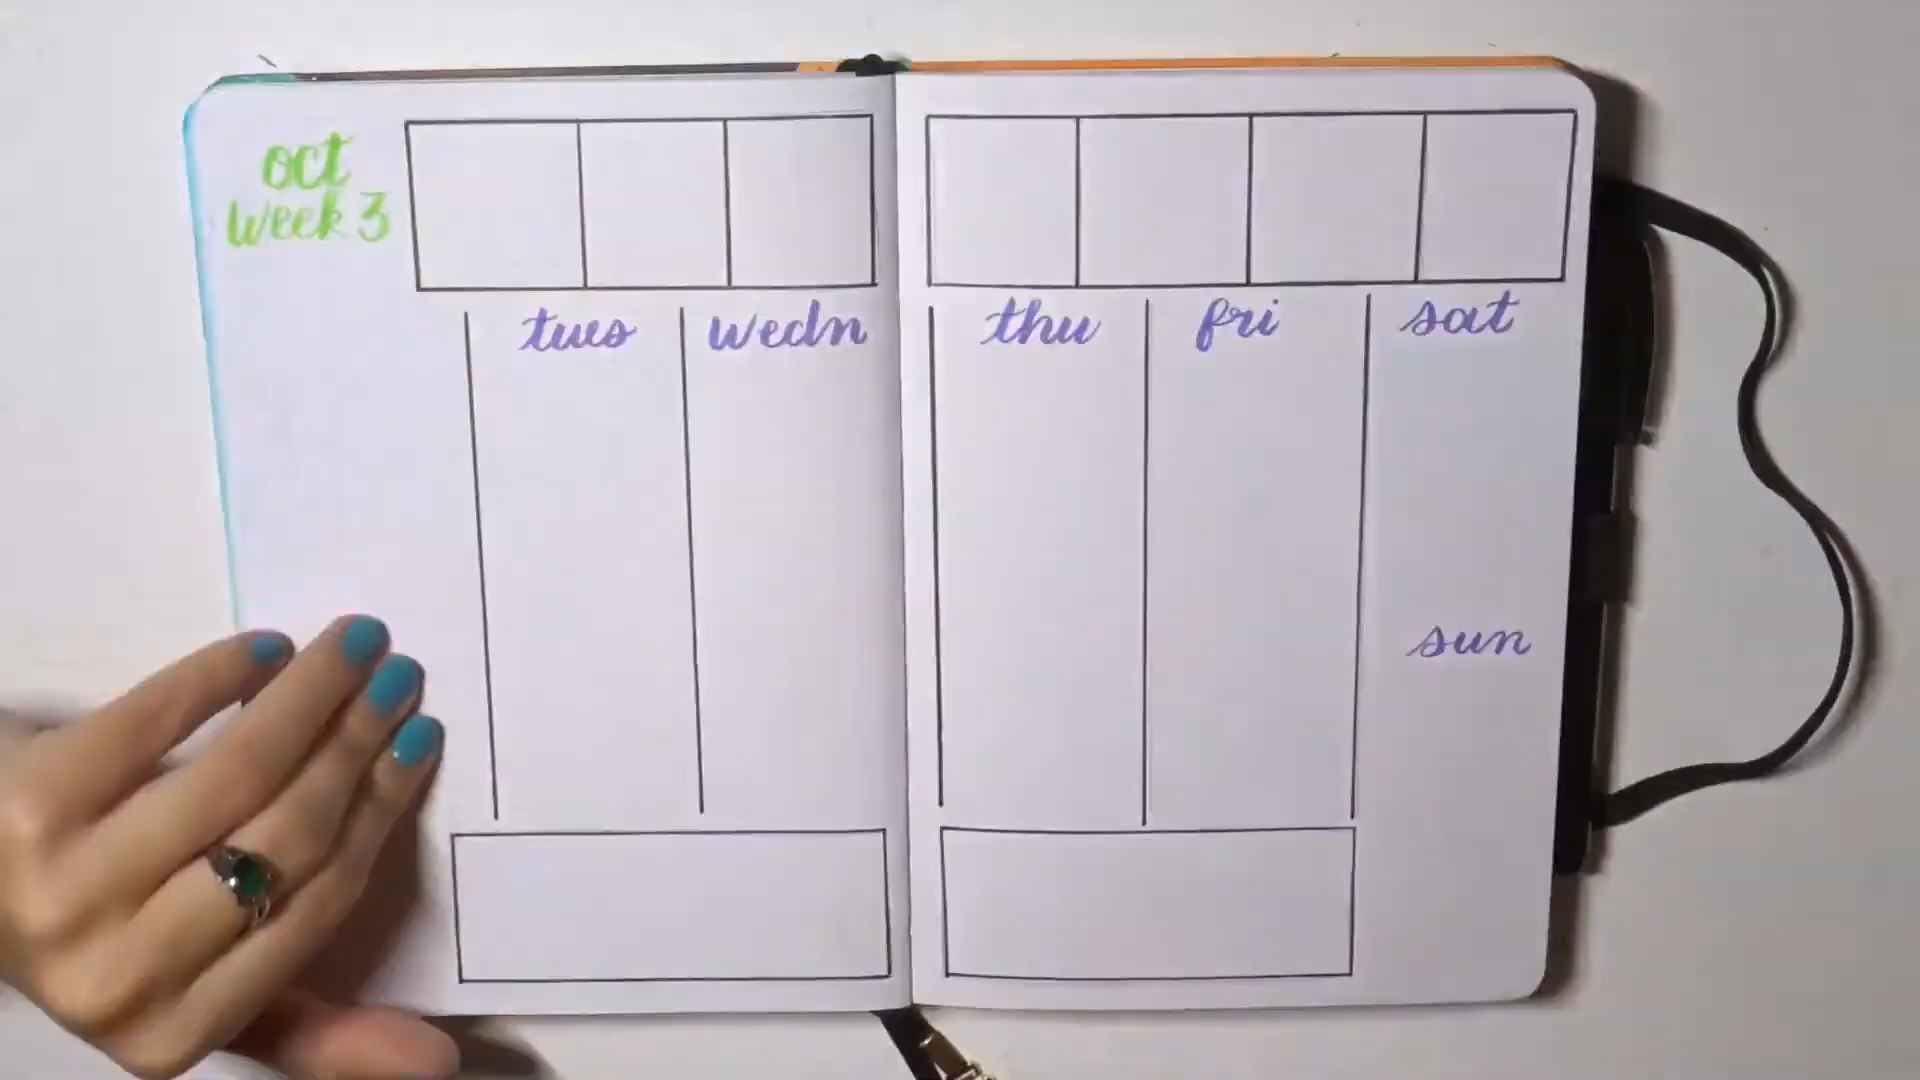 oct
week 3
tues
wedn
thu
fri
sat
sun